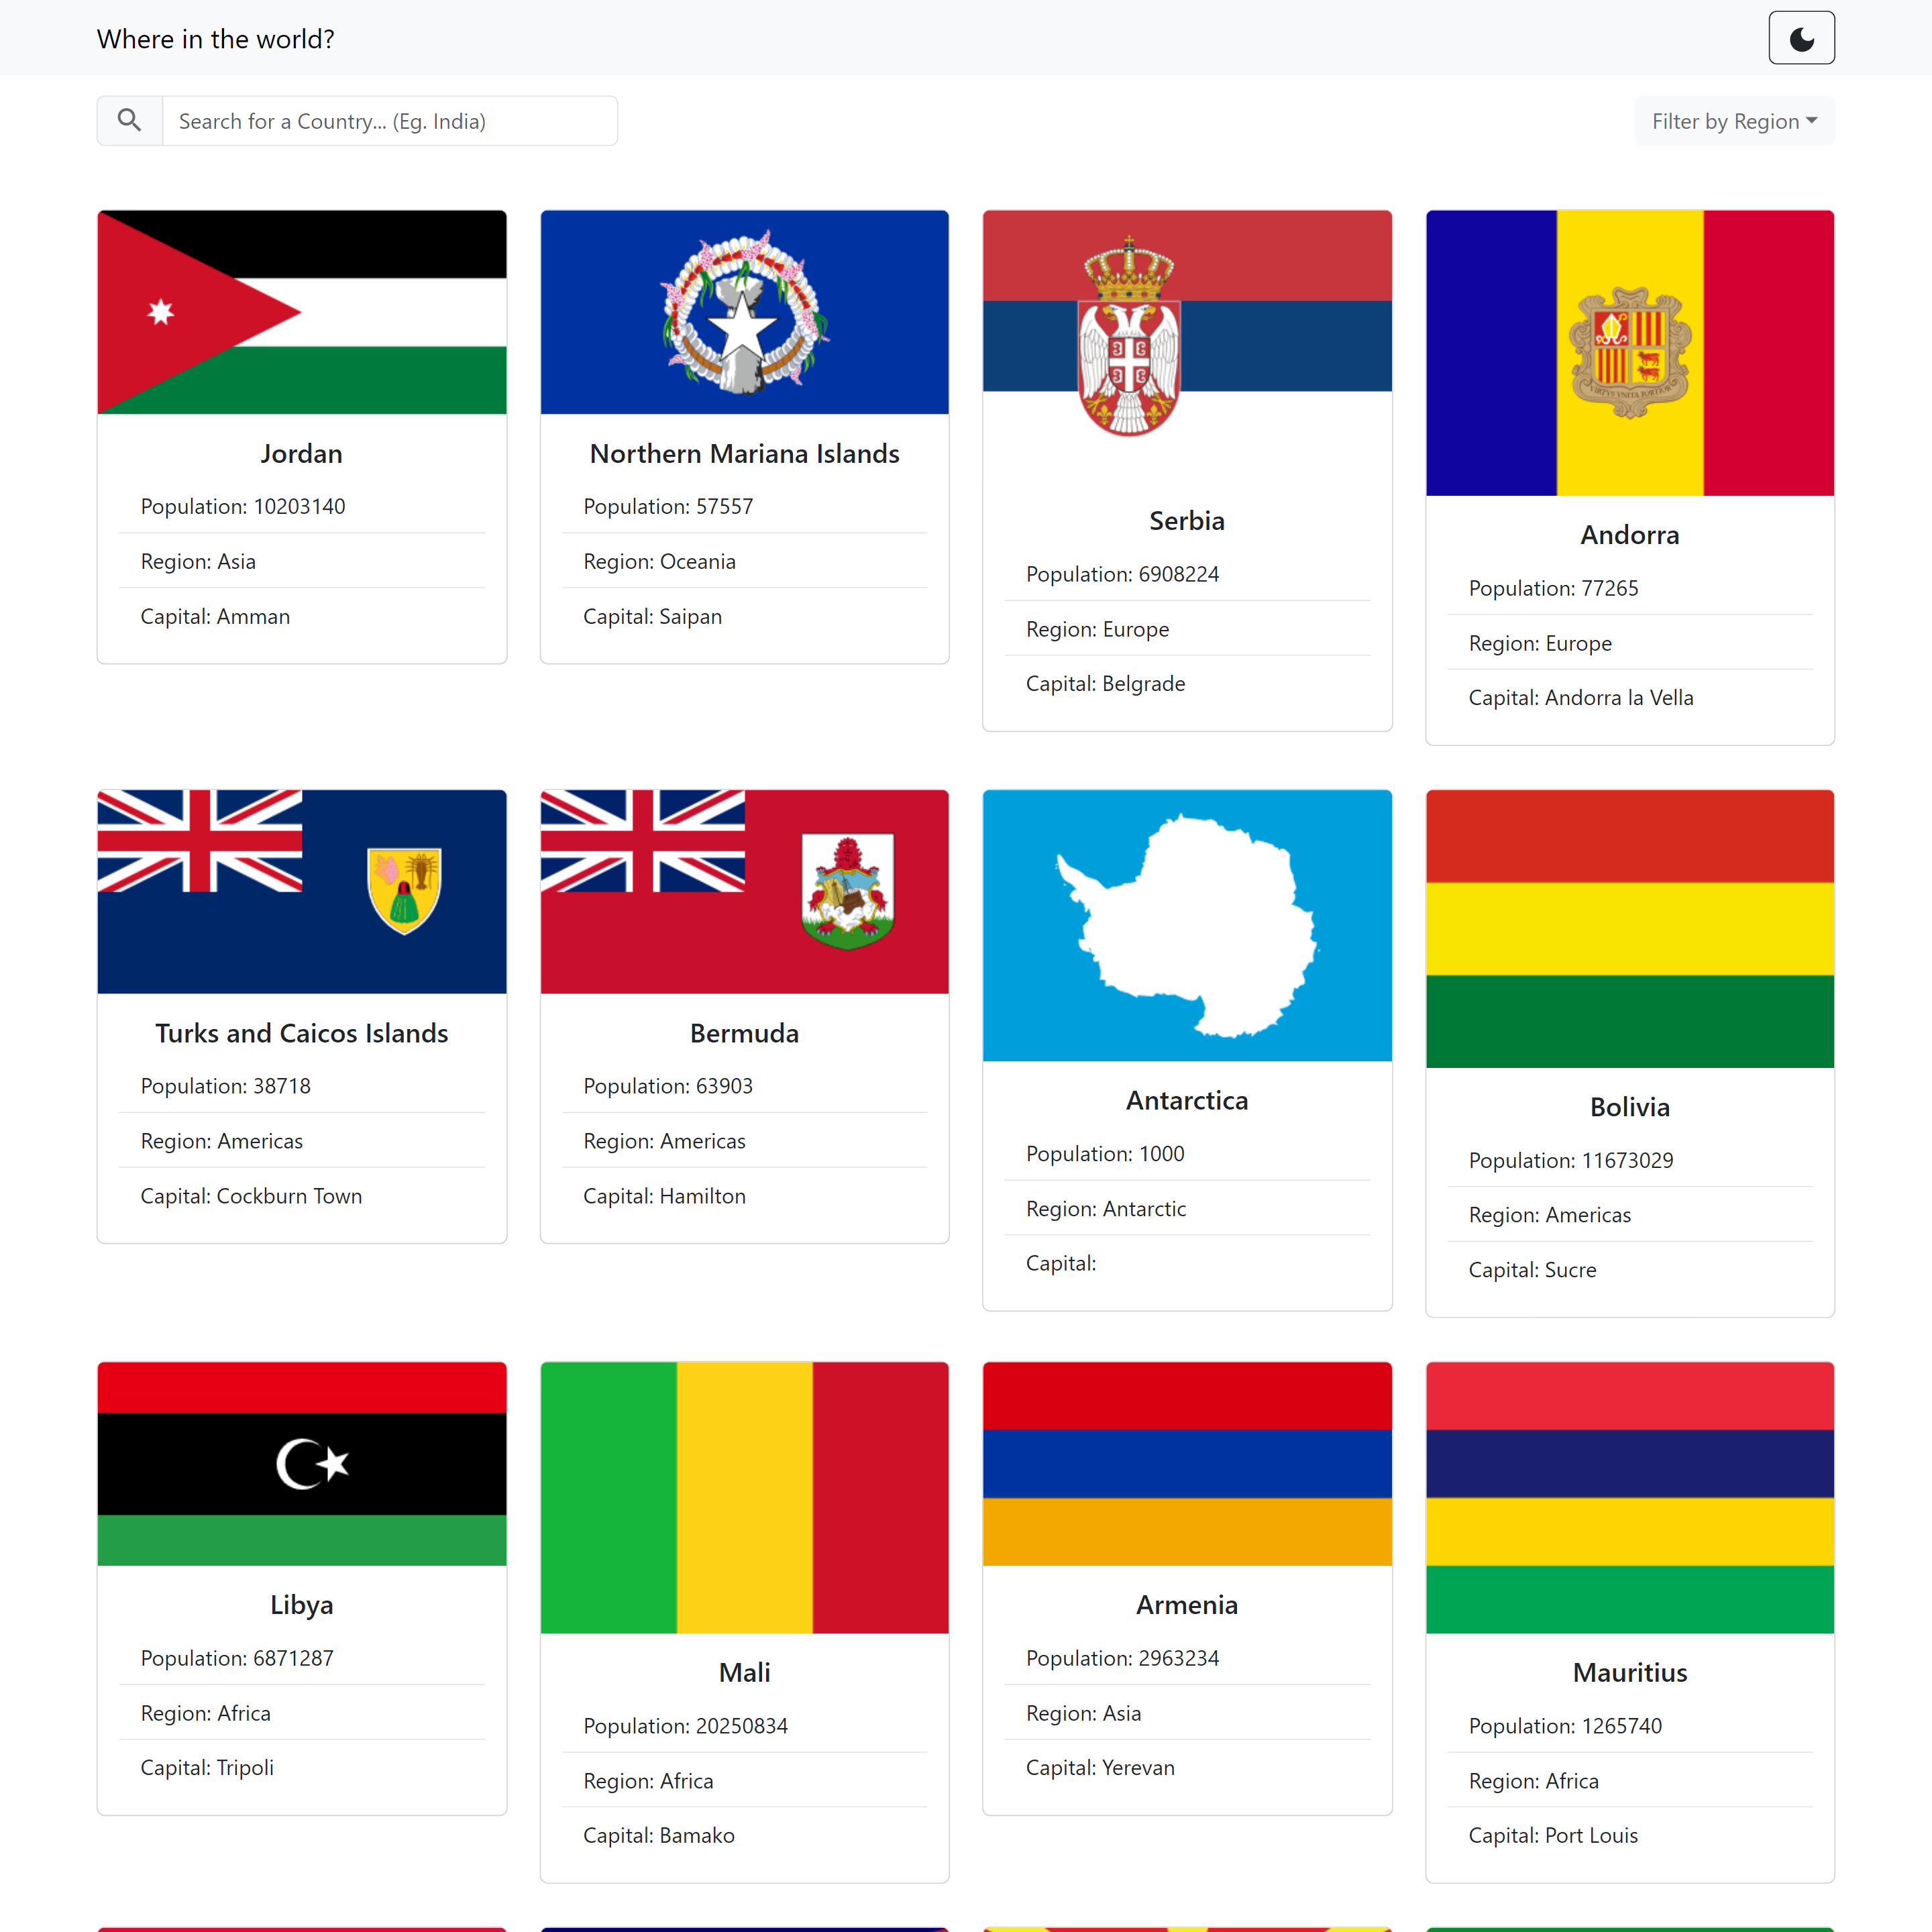 Where in the world?
Search for a Country... (Eg. India)
Filter by Region
Jordan
Population: 10203140
Region: Asia
Capital: Amman
Northern Mariana Islands
Population: 57557
Region: Oceania
Capital: Saipan
Serbia
Population: 6908224
Region: Europe
Capital: Belgrade
VIRTVS VNITA FORTIOR
Andorra
Population: 77265
Region: Europe
Capital: Andorra la Vella
Turks and Caicos Islands
Population: 38718
Region: Americas
Capital: Cockburn Town
Bermuda
Population: 63903
Region: Americas
Capital: Hamilton
Antarctica
Population: 1000
Region: Antarctic
Capital:
Bolivia
Population: 11673029
Region: Americas
Capital: Sucre
Libya
Population: 6871287
Region: Africa
Capital: Tripoli
Mali
Population: 20250834
Region: Africa
Capital: Bamako
Armenia
Population: 2963234
Region: Asia
Capital: Yerevan
Mauritius
Population: 1265740
Region: Africa
Capital: Port Louis